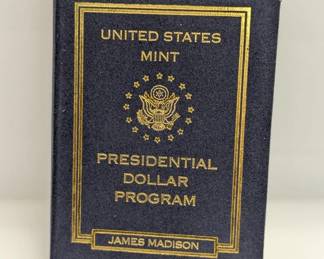 UNITED STATES
MINT
PRESIDENTIAL
DOLLAR
PROGRAM
JAMES MADISON